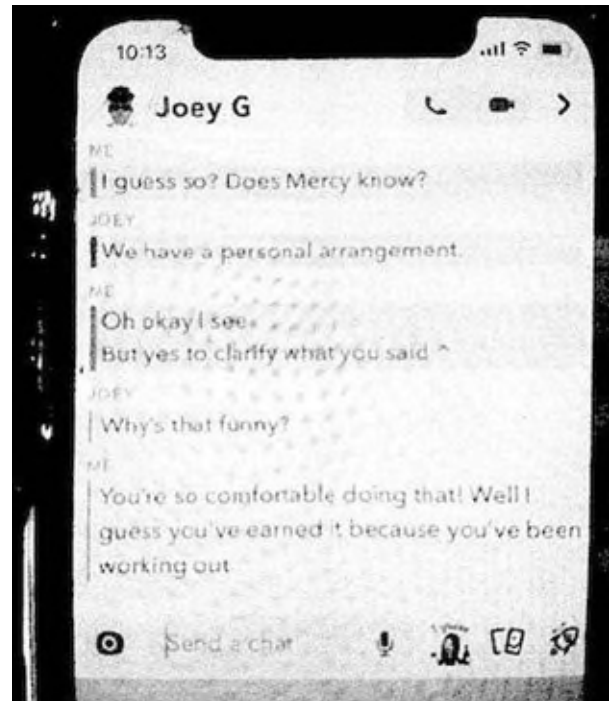 10:13
Joey G
ME
I guess so? Does Mercy know?
JOEY
We have a personal arrangement.
ME
Oh okay I see.
But yes to clarify what you said ^
JOEY
Why's that funny?
ME
You're so comfortable doing that! Well I
guess you've earned it because you've been
working out
Send a chat